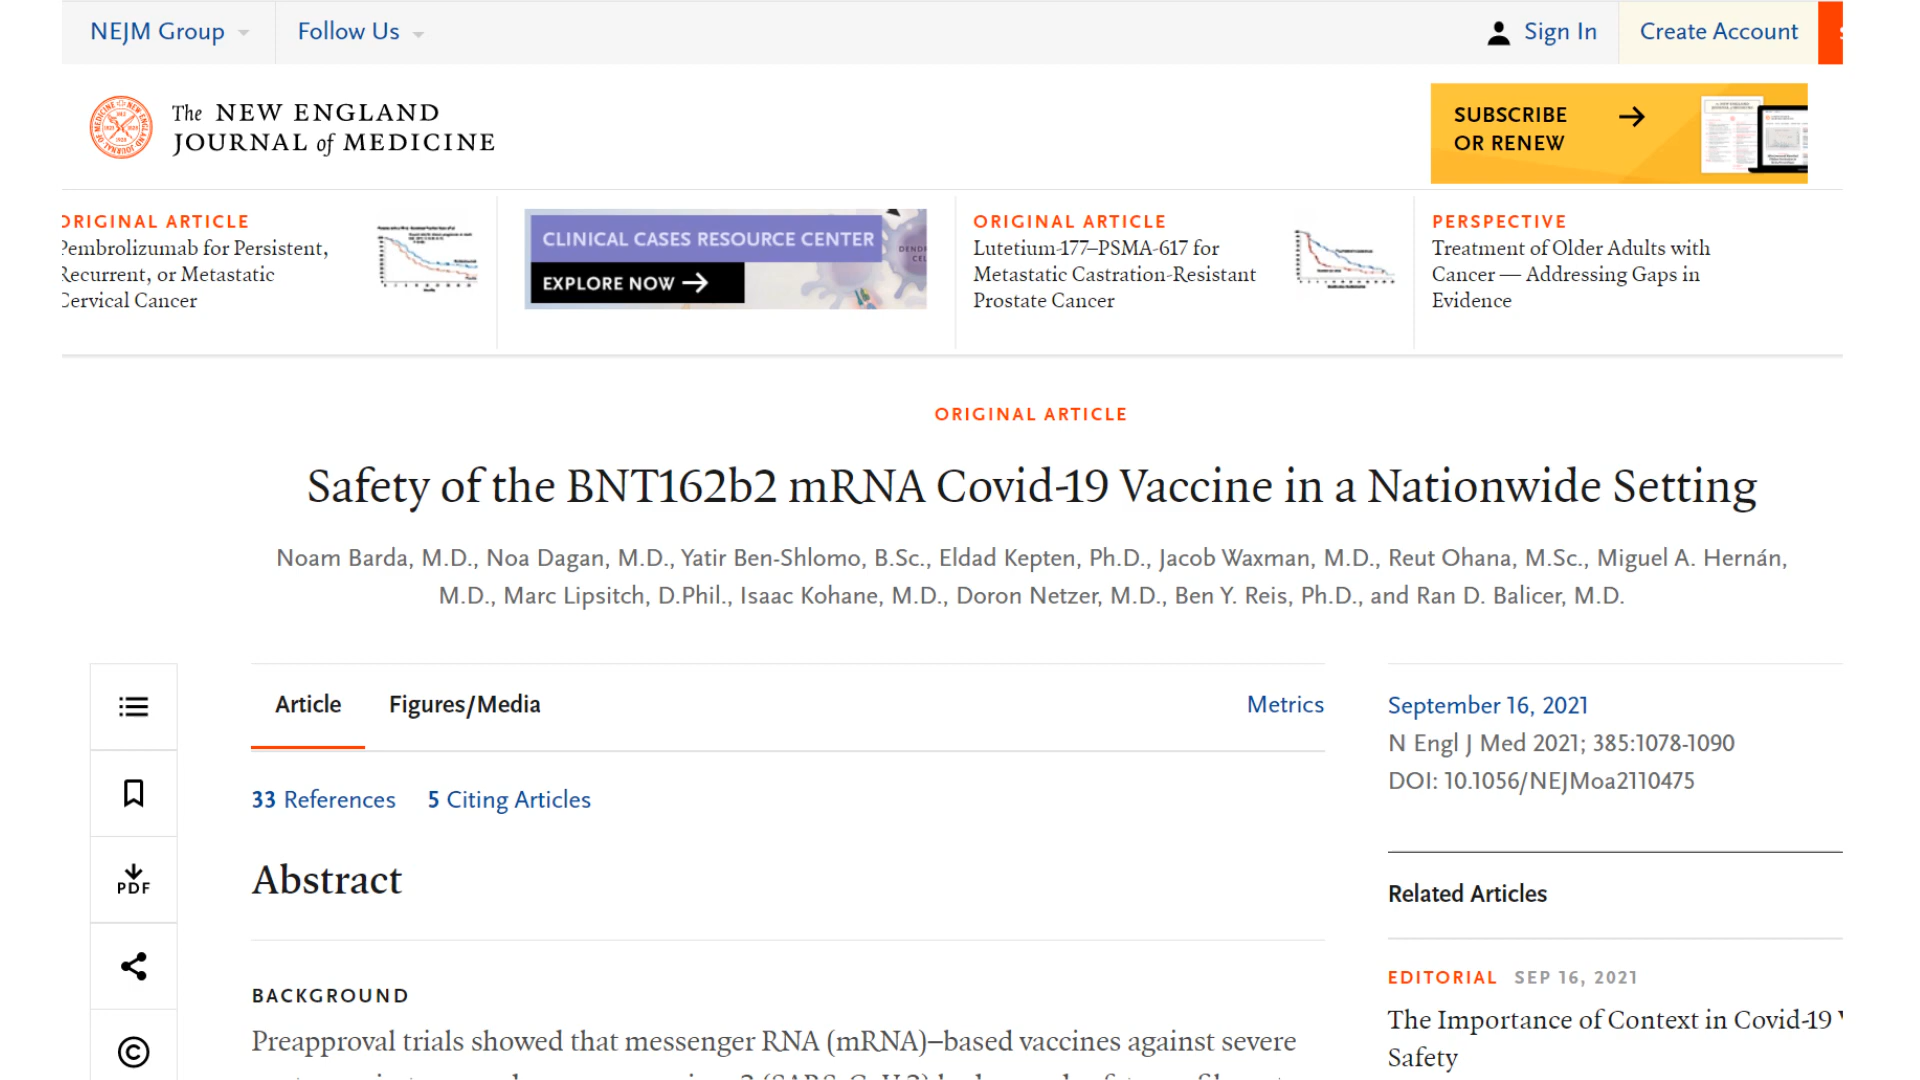 NEJM Group
Follow Us
Sign In
Create Account
The NEW ENGLAND
JOURNAL of MEDICINE
SUBSCRIBE
OR RENEW
ORIGINAL ARTICLE
Pembrolizumab for Persistent,
Recurrent, or Metastatic
Cervical Cancer
CLINICAL CASES RESOURCE CENTER
EXPLORE NOW
ORIGINAL ARTICLE
Lutetium-177–PSMA-617 for
Metastatic Castration-Resistant
Prostate Cancer
PERSPECTIVE
Treatment of Older Adults with
Cancer — Addressing Gaps in
Evidence
ORIGINAL ARTICLE
Safety of the BNT162b2 mRNA Covid-19 Vaccine in a Nationwide Setting
Noam Barda, M.D., Noa Dagan, M.D., Yatir Ben-Shlomo, B.Sc., Eldad Kepten, Ph.D., Jacob Waxman, M.D., Reut Ohana, M.Sc., Miguel A. Hernán,
M.D., Marc Lipsitch, D.Phil., Isaac Kohane, M.D., Doron Netzer, M.D., Ben Y. Reis, Ph.D., and Ran D. Balicer, M.D.
Article
Figures/Media
Metrics
33 References
5 Citing Articles
Abstract
BACKGROUND
Preapproval trials showed that messenger RNA (mRNA)–based vaccines against severe
PDF
September 16, 2021
N Engl J Med 2021; 385:1078-1090
DOI: 10.1056/NEJMoa2110475
Related Articles
EDITORIAL SEP 16, 2021
The Importance of Context in Covid-19
Safety